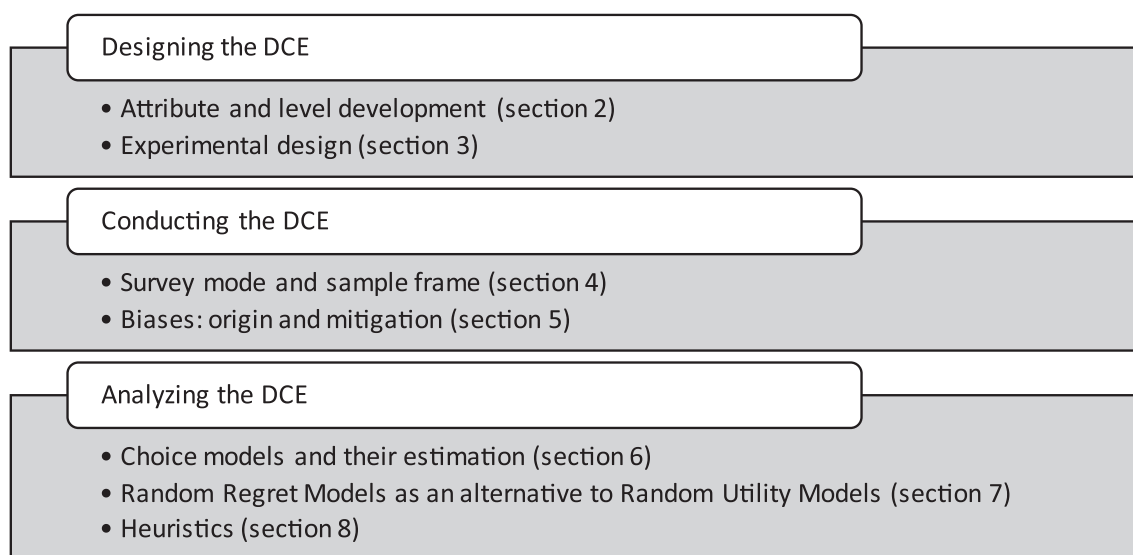 Designing the DCE
• Attribute and level development (section 2)
• Experimental design (section 3)
Conducting the DCE
• Survey mode and sample frame (section 4)
• Biases: origin and mitigation (section 5)
Analyzing the DCE
• Choice models and their estimation (section 6)
• Random Regret Models as an alternative to Random Utility Models (section 7)
• Heuristics (section 8)